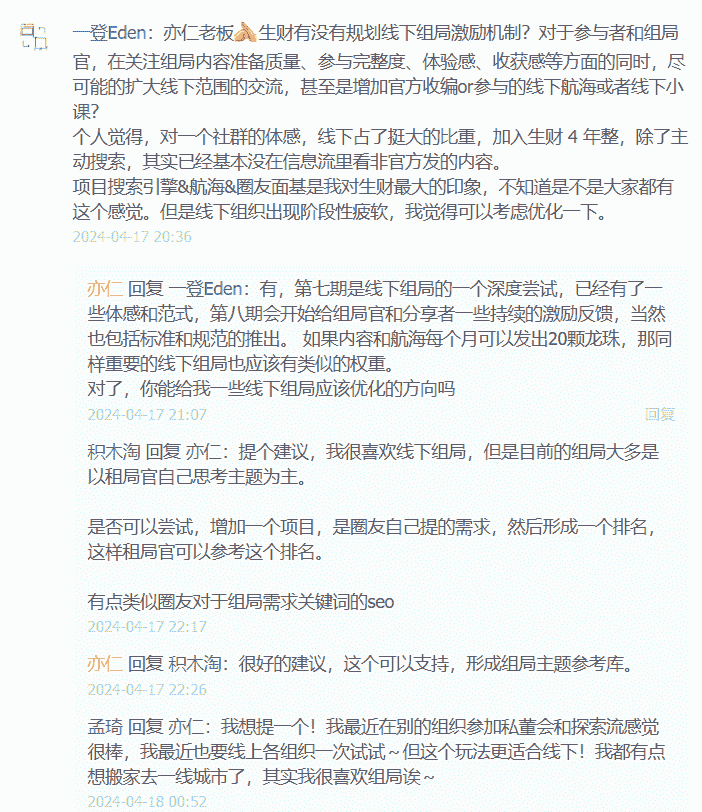 一登Eden：亦仁老板🙏生财有没有规划线下组局激励机制？对于参与者和组局
官，在关注组局内容准备质量、参与完整度、体验感、收获感等方面的同时，尽
可能的扩大线下范围的交流，甚至是增加官方收编or参与的线下航海或者线下小
课？
个人觉得，对一个社群的体感，线下占了挺大的比重，加入生财 4 年整，除了主
动搜索，其实已经基本没在信息流里看非官方发的内容。
项目搜索引擎&航海&圈友面基是我对生财最大的印象，不知道是不是大家都有
这个感觉。但是线下组织出现阶段性疲软，我觉得可以考虑优化一下。
2024-04-17 20:36
亦仁 回复 一登Eden：有，第七期是线下组局的一个深度尝试，已经有了一
些体感和范式，第八期会开始给组局官和分享者一些持续的激励反馈，当然
也包括标准和规范的推出。 如果内容和航海每个月可以发出20颗龙珠，那同
样重要的线下组局也应该有类似的权重。
对了，你能给我一些线下组局应该优化的方向吗
2024-04-17 21:07
回复
积木淘 回复 亦仁：提个建议，我很喜欢线下组局，但是目前的组局大多是
以租局官自己思考主题为主。
是否可以尝试，增加一个项目，是圈友自己提的需求，然后形成一个排名，
这样租局官可以参考这个排名。
有点类似圈友对于组局需求关键词的seo
2024-04-17 22:17
亦仁 回复 积木淘：很好的建议，这个可以支持，形成组局主题参考库。
2024-04-17 22:26
孟琦 回复 亦仁：我想提一个！我最近在别的组织参加私董会和探索流感觉
很棒，我最近也要线上各组织一次试试～但这个玩法更适合线下！我都有点
想搬家去一线城市了，其实我很喜欢组局诶～
2024-04-18 00:52